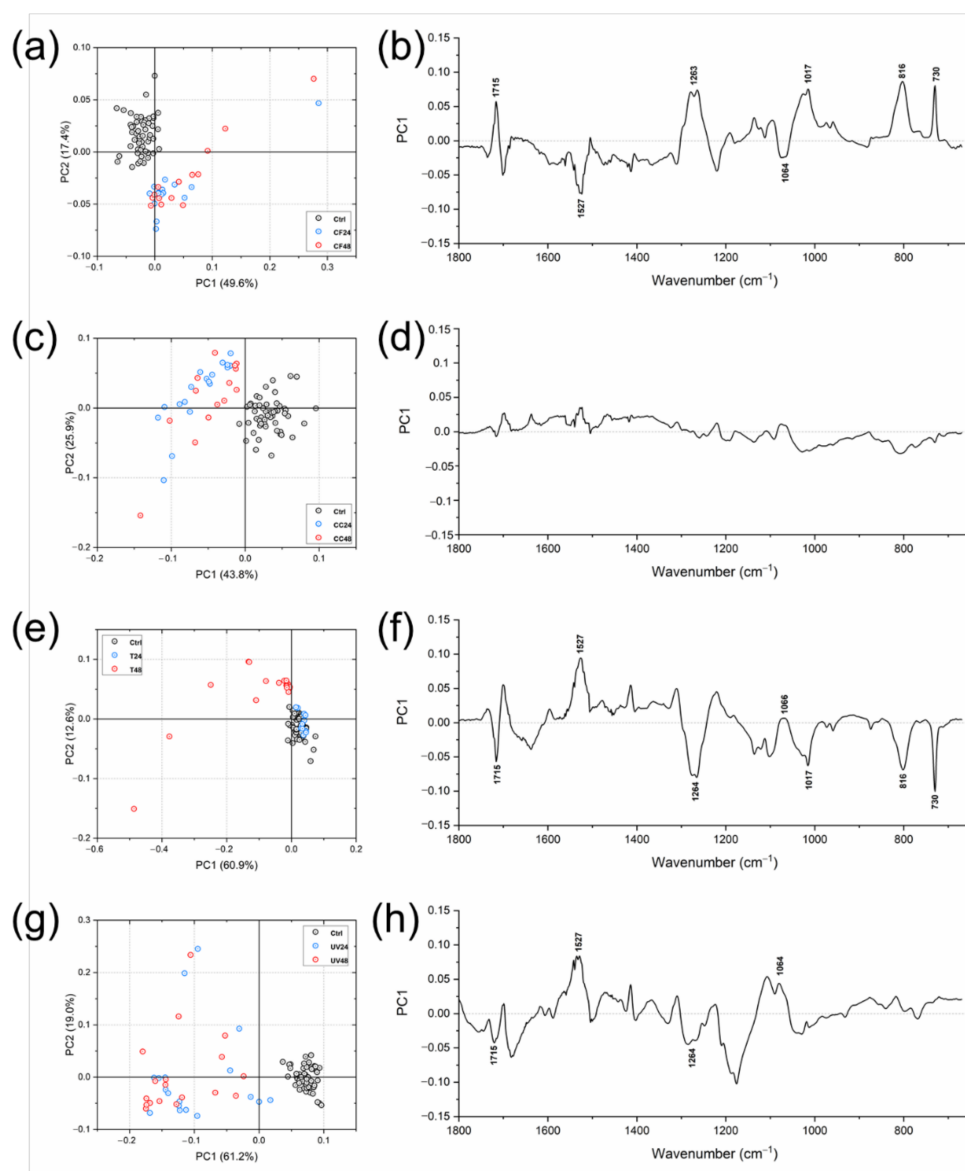 (a)
0.10
0.05
0.00
−0.05
−0.10
−0.1
0.0
0.1
0.2
0.3
PC2 (17.4%)
PC1 (49.6%)
Ctrl
CF24
CF48
(b)
0.15
0.10
0.05
0.00
−0.05
−0.10
−0.15
PC1
1715
1527
1263
1064
1017
816
730
1800
1600
1400
1200
1000
800
Wavenumber (cm⁻¹)
(c)
0.1
0.0
−0.1
−0.2
−0.2
−0.1
0.0
0.1
PC2 (25.9%)
PC1 (43.8%)
Ctrl
CC24
CC48
(d)
0.15
0.1
0.05
0.00
−0.05
−0.1
−0.15
PC1
1800
1600
1400
1200
1000
800
Wavenumber (cm⁻¹)
(e)
0.1
0.0
−0.1
−0.2
−0.6
−0.4
−0.2
0.0
0.2
PC2 (12.6%)
PC1 (60.9%)
Ctrl
T24
T48
(f)
0.15
0.10
0.05
0.00
−0.05
−0.10
−0.15
PC1
1715
1527
1264
1066
1017
816
730
1800
1600
1400
1200
1000
800
Wavenumber (cm⁻¹)
(g)
0.3
0.2
0.1
0.0
−0.1
−0.2
−0.1
0.0
0.1
PC2 (19.0%)
PC1 (61.2%)
Ctrl
UV24
UV48
(h)
0.15
0.10
0.05
0.00
−0.05
−0.10
−0.15
PC1
1715
1527
1264
1064
1800
1600
1400
1200
1000
800
Wavenumber (cm⁻¹)